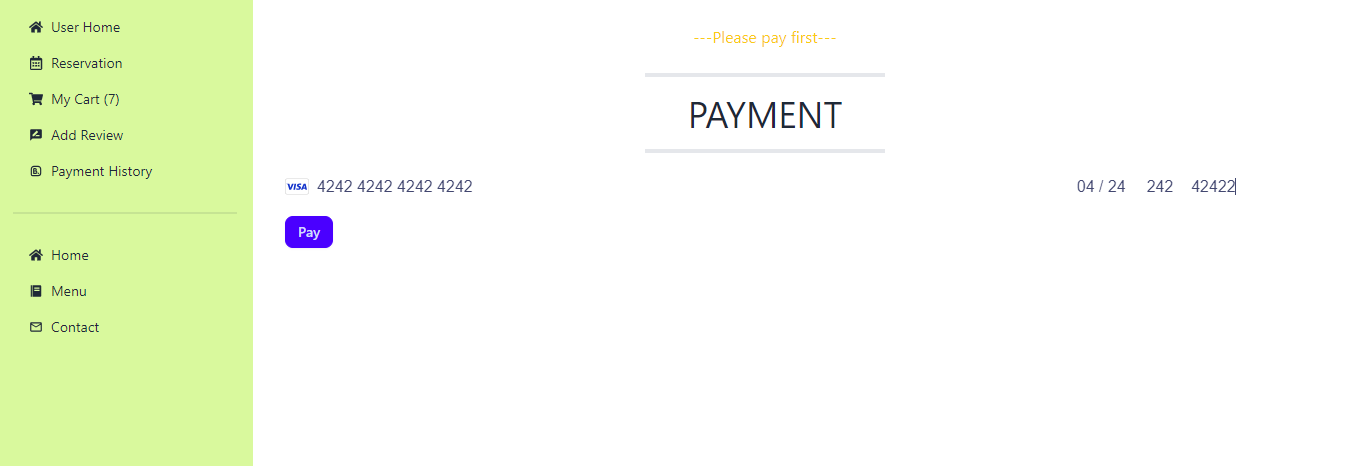 User Home
Reservation
My Cart (7)
Add Review
Payment History
Home
Menu
Contact
---Please pay first---
PAYMENT
VISA 4242 4242 4242 4242 04 / 24 242 42422
Pay